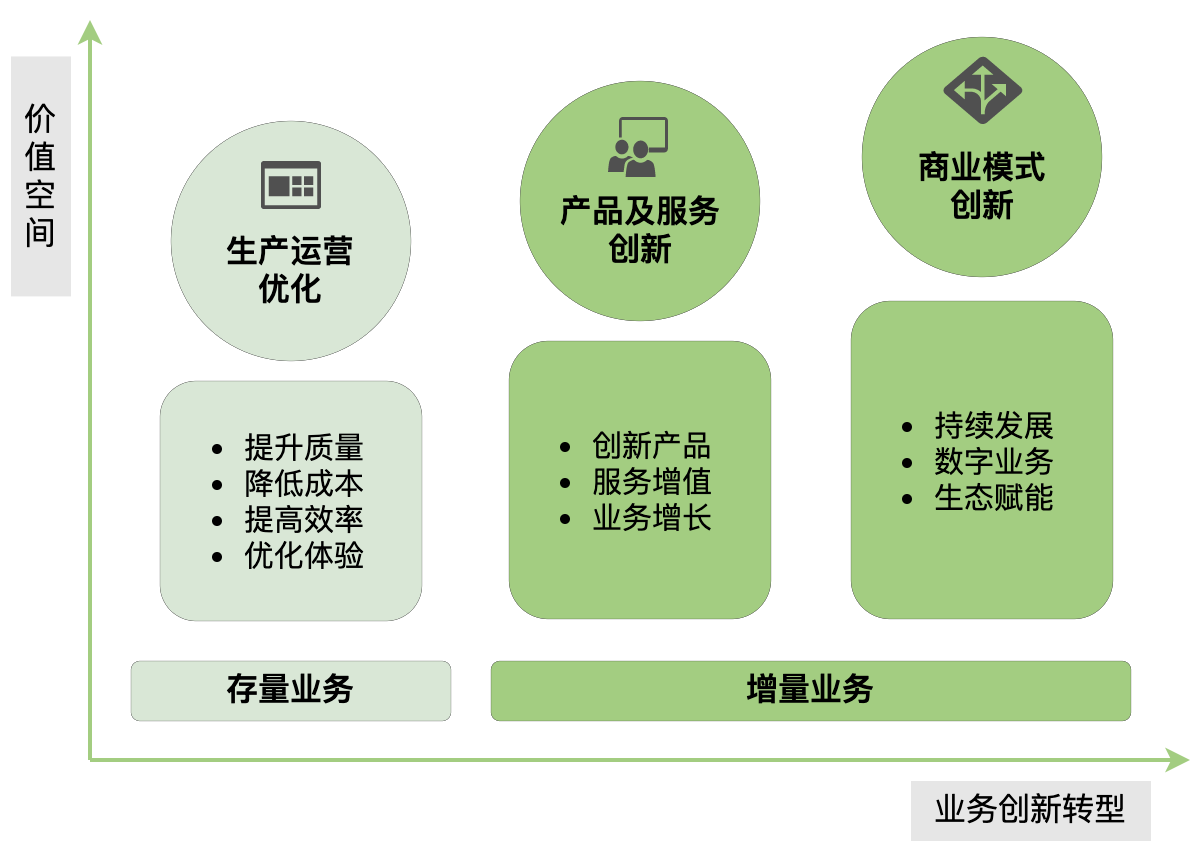 价
值
空
间
生产运营
优化
提升质量
降低成本
提高效率
优化体验
产品及服务
创新
创新产品
服务增值
业务增长
商业模式
创新
持续发展
数字业务
生态赋能
存量业务
增量业务
业务创新转型